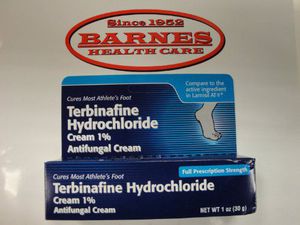 Since 1952
BARNES
HEALTH CARE
Cures Most Athlete's Foot
Terbinafine
Hydrochloride
Cream 1%
Antifungal Cream
Compare to the
active ingredient
in Lamisil AT®*
Cures Most Athlete's Foot
Terbinafine Hydrochloride
Cream 1%
Antifungal Cream
Full Prescription Strength
NET WT 1 oz (30 g)